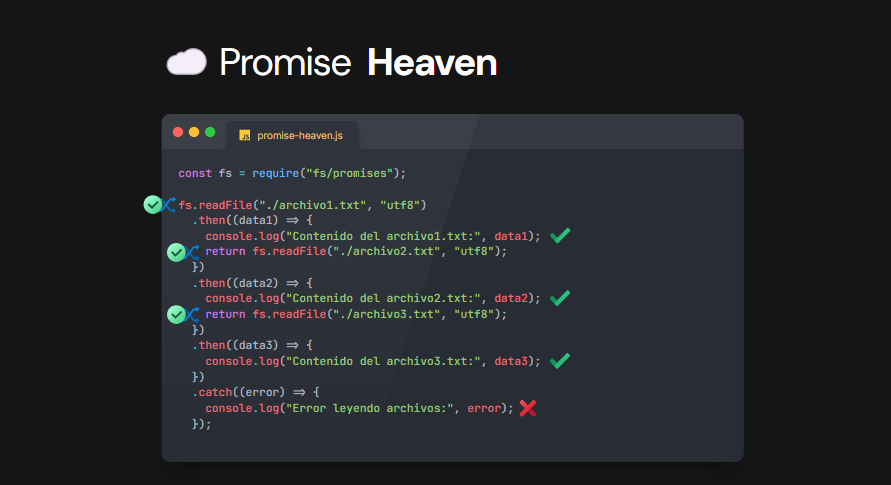 Promise Heaven
JS promise-heaven.js
const fs = require("fs/promises");
fs.readFile("./archivo1.txt", "utf8")
.then((data1) => {
console.log("Contenido del archivo1.txt:", data1);
return fs.readFile("./archivo2.txt", "utf8");
})
.then((data2) => {
console.log("Contenido del archivo2.txt:", data2);
return fs.readFile("./archivo3.txt", "utf8");
})
.then((data3) => {
console.log("Contenido del archivo3.txt:", data3);
})
.catch((error) => {
console.log("Error leyendo archivos:", error);
});